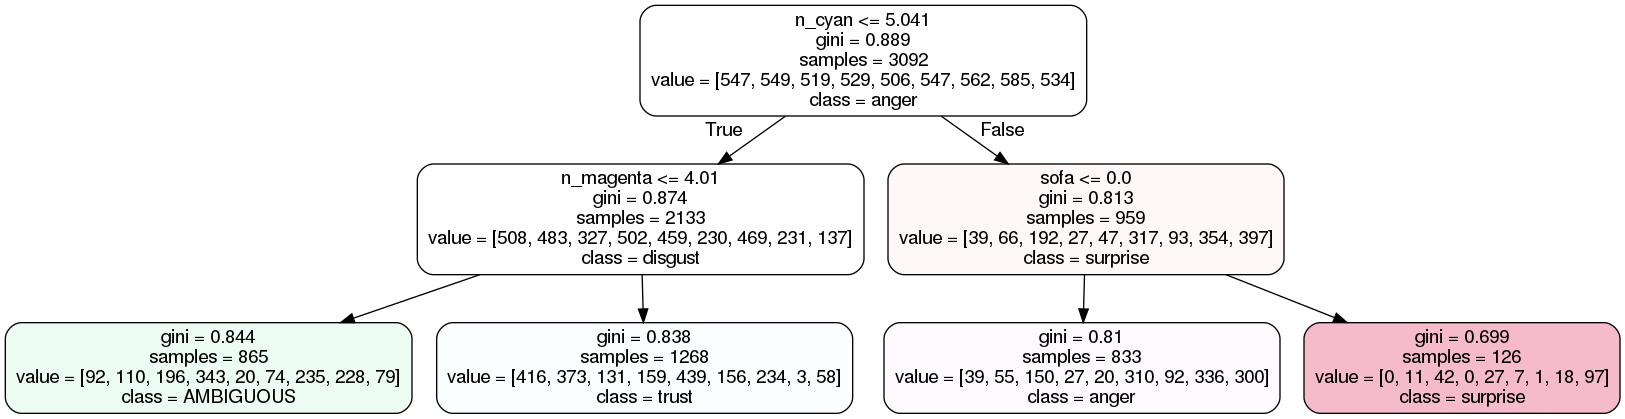 n_cyan <= 5.041
gini = 0.889
samples = 3092
value = [547, 549, 519, 529, 506, 547, 562, 585, 534]
class = anger
True
False
n_magenta <= 4.01
gini = 0.874
samples = 2133
value = [508, 483, 327, 502, 459, 230, 469, 231, 137]
class = disgust
sofa <= 0.0
gini = 0.813
samples = 959
value = [39, 66, 192, 27, 47, 317, 93, 354, 397]
class = surprise
gini = 0.844
samples = 865
value = [92, 110, 196, 343, 20, 74, 235, 228, 79]
class = AMBIGUOUS
gini = 0.838
samples = 1268
value = [416, 373, 131, 159, 439, 156, 234, 3, 58]
class = trust
gini = 0.81
samples = 833
value = [39, 55, 150, 27, 20, 310, 92, 336, 300]
class = anger
gini = 0.699
samples = 126
value = [0, 11, 42, 0, 27, 7, 1, 18, 97]
class = surprise